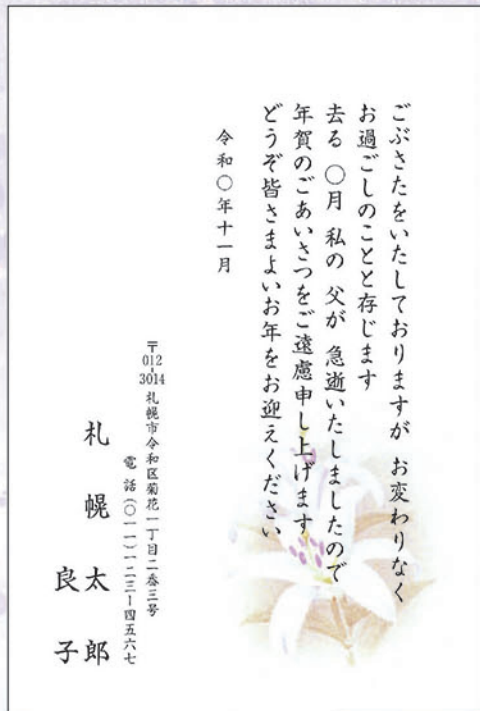 ごぶさたをいたしておりますが お変わりなく
お過ごしのことと存じます
去る 〇月 私の 父が 急逝いたしましたので
年賀のごあいさつをご遠慮申し上げます
どうぞ皆さまよいお年をお迎えください
令和〇年十一月
〒012-3014 札幌市令和区菊花一丁目二番三号
電 話 (〇一一)一二三ー四五六七
札 幌 太 郎
良 子